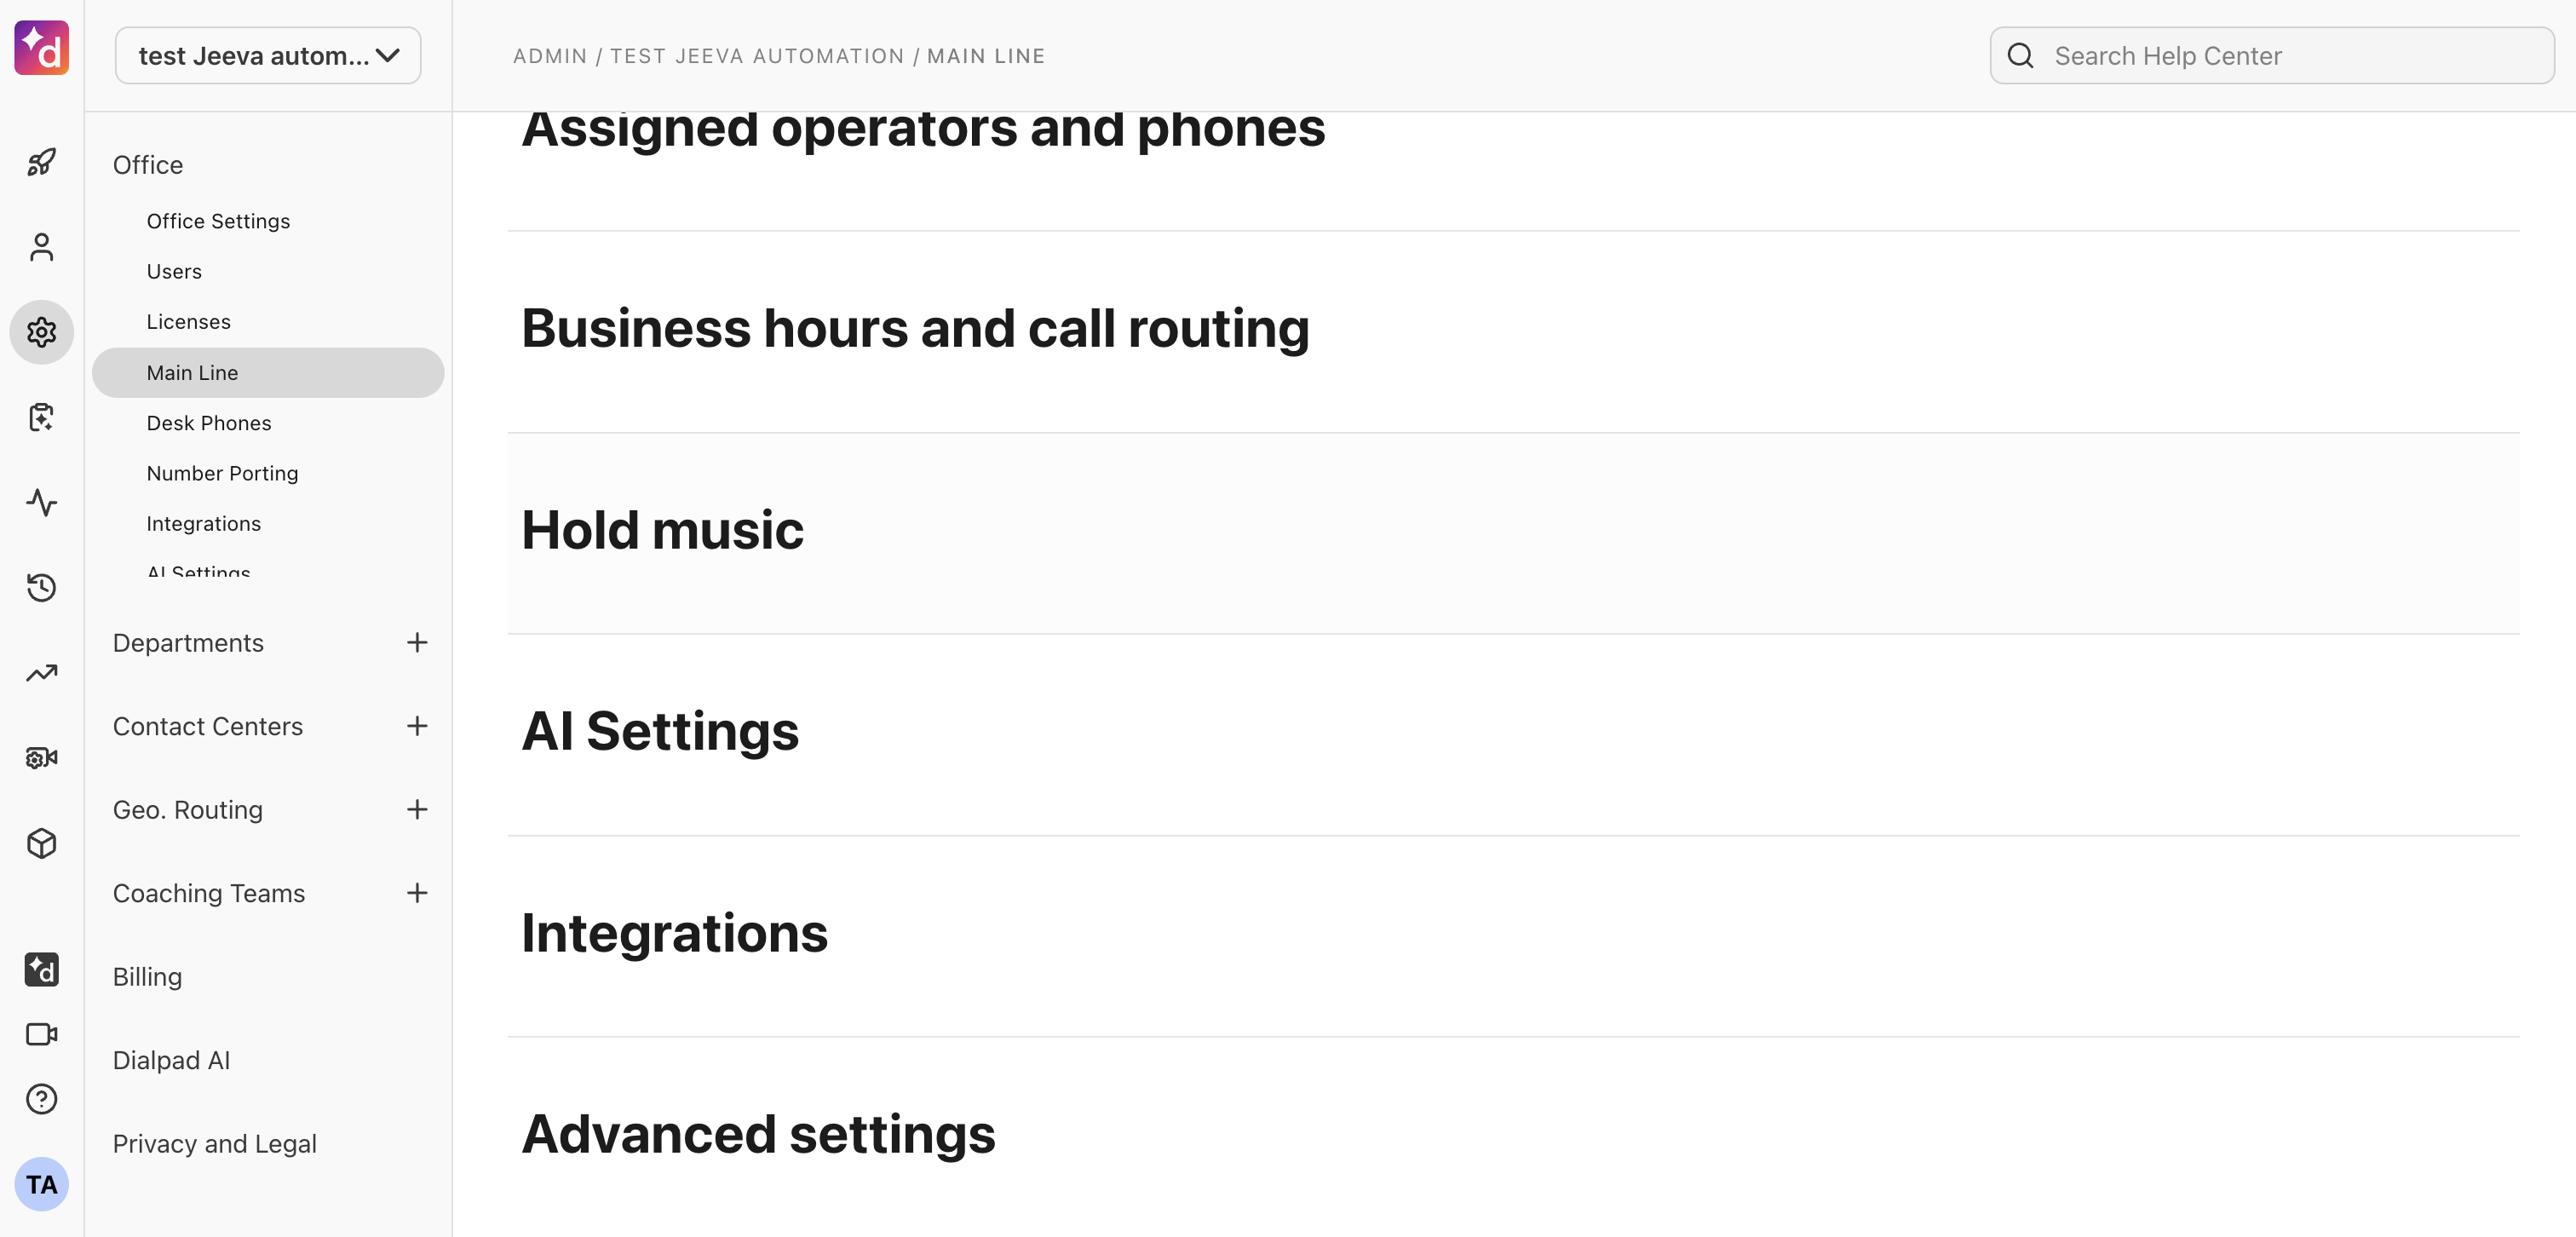 d
test Jeeva autom...
ADMIN / TEST JEEVA AUTOMATION / MAIN LINE
Search Help Center
Office
Office Settings
Users
Licenses
Main Line
Desk Phones
Number Porting
Integrations
AI Settings
Departments
Contact Centers
Geo. Routing
Coaching Teams
Billing
Dialpad AI
Privacy and Legal
d
TA
Assigned operators and phones
Business hours and call routing
Hold music
AI Settings
Integrations
Advanced settings